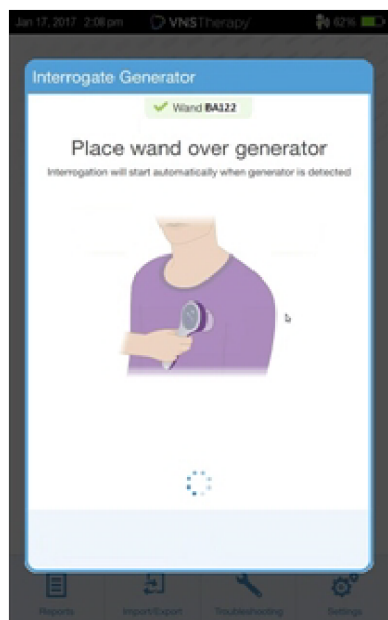 Jan 17, 2017 2:08 pm VNSTherapy 62%
Interrogate Generator
Wand BA122
Place wand over generator
Interrogation will start automatically when generator is detected
Reports Import/Export Troubleshooting Settings